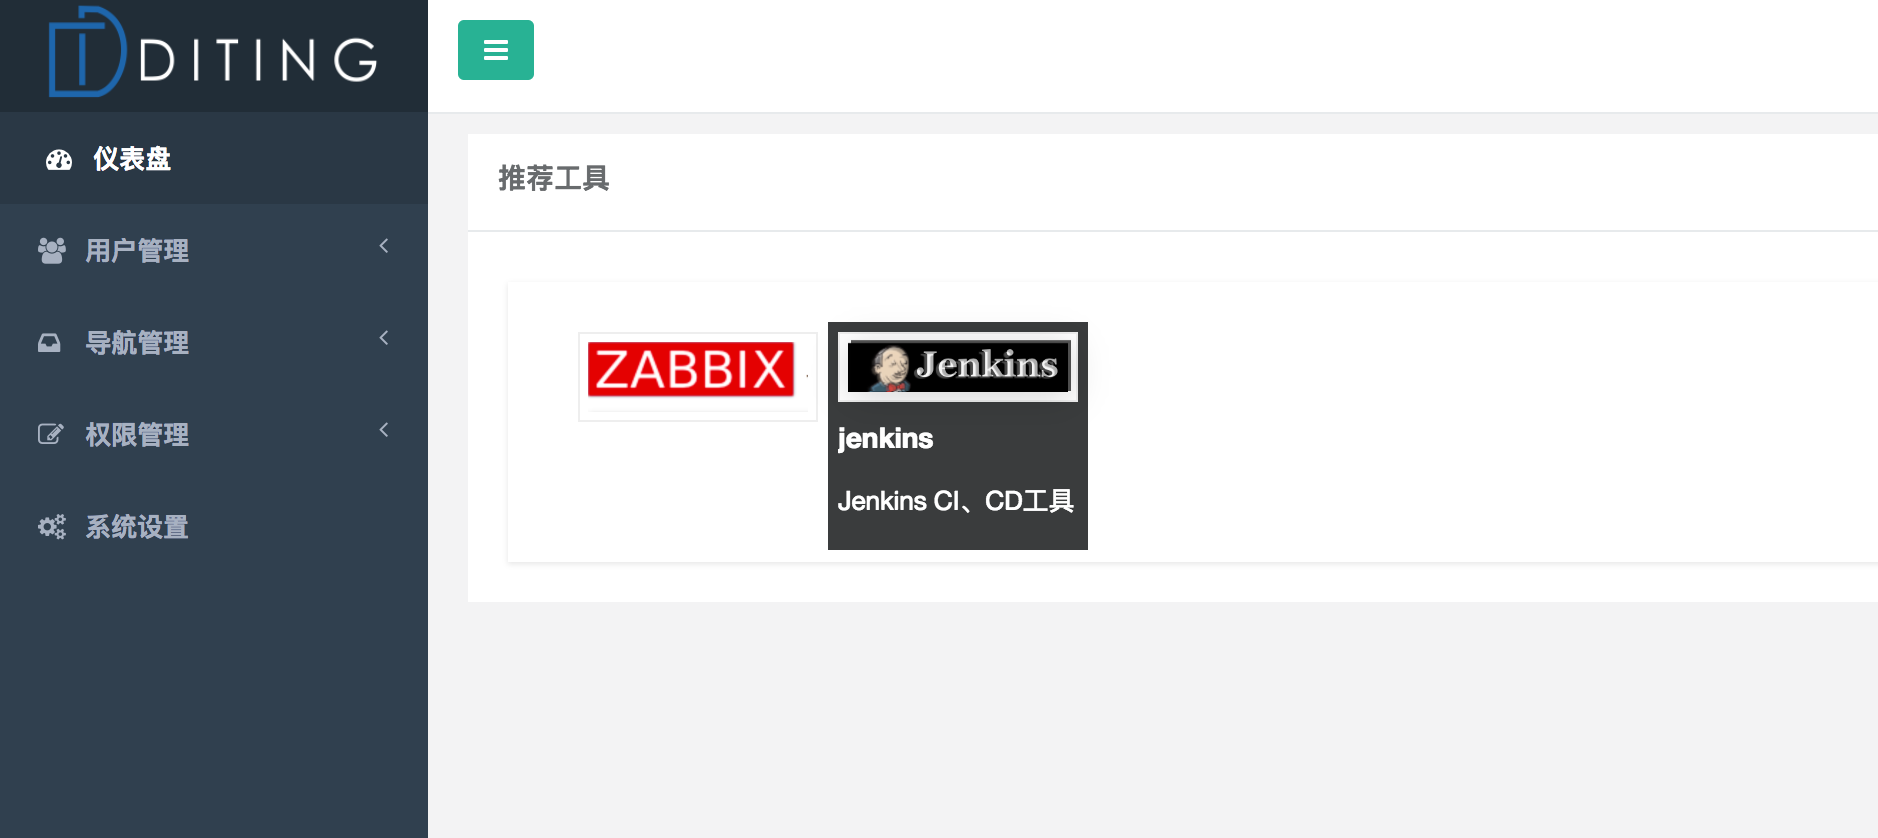 DITING
仪表盘
用户管理
导航管理
权限管理
系统设置
推荐工具
ZABBIX
Jenkins
jenkins
Jenkins CI、CD工具